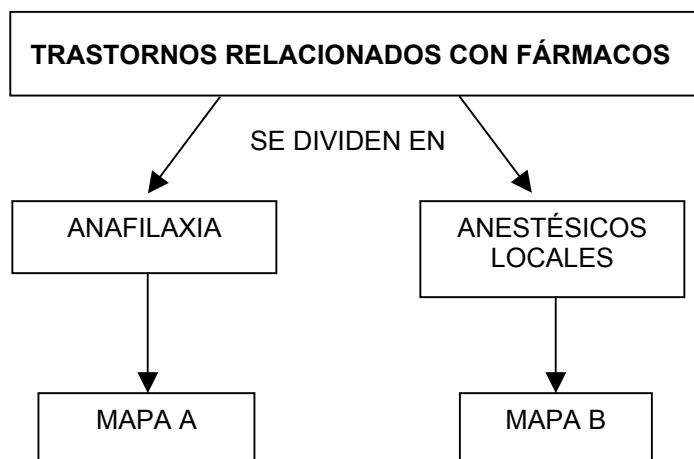 TRASTORNOS RELACIONADOS CON FÁRMACOS
SE DIVIDEN EN
ANAFILAXIA
ANESTÉSICOS
LOCALES
MAPA A
MAPA B